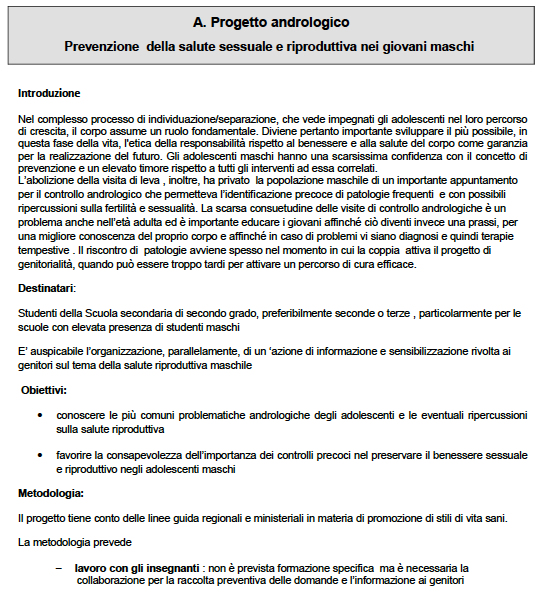 A. Progetto andrologico
Prevenzione della salute sessuale e riproduttiva nei giovani maschi
Introduzione
Nel complesso processo di individuazione/separazione, che vede impegnati gli adolescenti nel loro percorso
di crescita, il corpo assume un ruolo fondamentale. Diviene pertanto importante sviluppare il più possibile, in
questa fase della vita, l'etica della responsabilità rispetto al benessere e alla salute del corpo come garanzia
per la realizzazione del futuro. Gli adolescenti maschi hanno una scarsissima confidenza con il concetto di
prevenzione e un elevato timore rispetto a tutti gli interventi ad essa correlati.
L'abolizione della visita di leva , inoltre, ha privato la popolazione maschile di un importante appuntamento
per il controllo andrologico che permetteva l'identificazione precoce di patologie frequenti e con possibili
ripercussioni sulla fertilità e sessualità. La scarsa consuetudine delle visite di controllo andrologiche è un
problema anche nell'età adulta ed è importante educare i giovani affinché ciò diventi invece una prassi, per
una migliore conoscenza del proprio corpo e affinché in caso di problemi vi siano diagnosi e quindi terapie
tempestive . Il riscontro di patologie avviene spesso nel momento in cui la coppia attiva il progetto di
genitorialità, quando può essere troppo tardi per attivare un percorso di cura efficace.
Destinatari:
Studenti della Scuola secondaria di secondo grado, preferibilmente seconde o terze , particolarmente per le
scuole con elevata presenza di studenti maschi
E' auspicabile l'organizzazione, parallelamente, di un 'azione di informazione e sensibilizzazione rivolta ai
genitori sul tema della salute riproduttiva maschile
Obiettivi:
• conoscere le più comuni problematiche andrologiche degli adolescenti e le eventuali ripercussioni
sulla salute riproduttiva
• favorire la consapevolezza dell'importanza dei controlli precoci nel preservare il benessere sessuale
e riproduttivo negli adolescenti maschi
Metodologia:
Il progetto tiene conto delle linee guida regionali e ministeriali in materia di promozione di stili di vita sani.
La metodologia prevede
– lavoro con gli insegnanti : non è prevista formazione specifica ma è necessaria la
collaborazione per la raccolta preventiva delle domande e l'informazione ai genitori